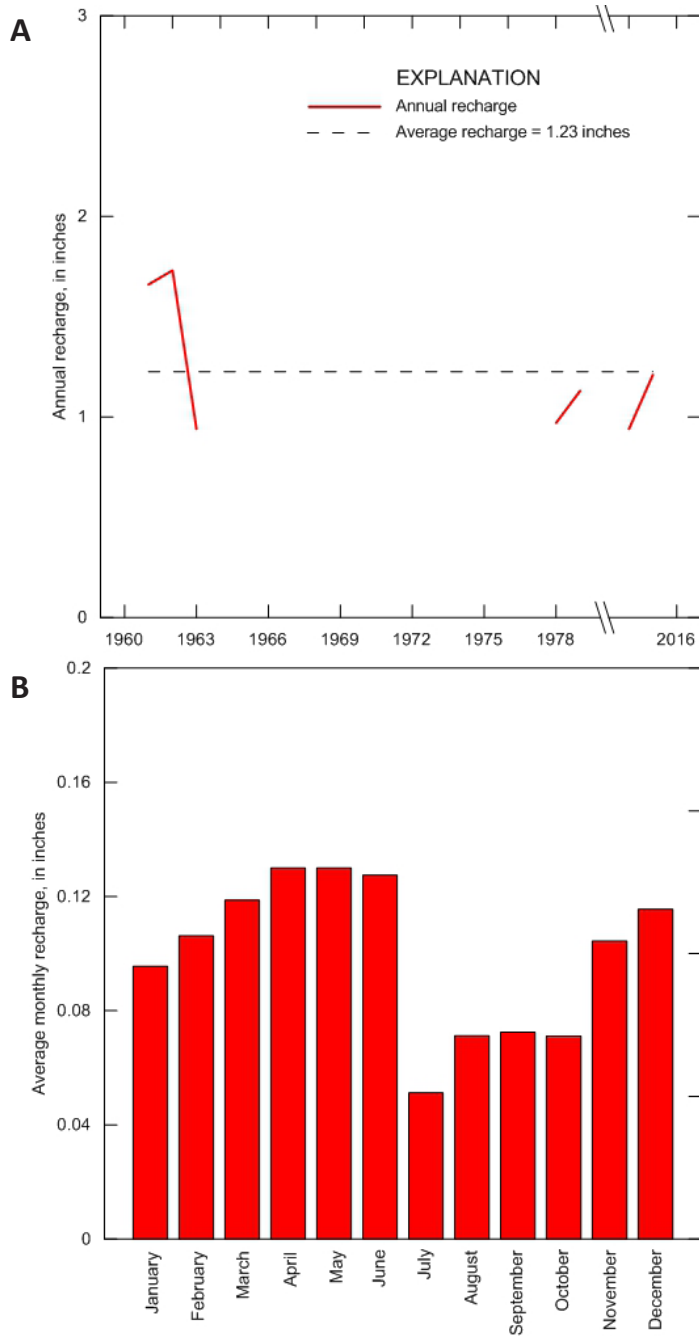 A
3
2
1
0
Annual recharge, in inches
EXPLANATION
Annual recharge
Average recharge = 1.23 inches
1960 1963 1966 1969 1972 1975 1978 2016
B
0.2
0.16
0.12
0.08
0.04
0
Average monthly recharge, in inches
January
February
March
April
May
June
July
August
September
October
November
December